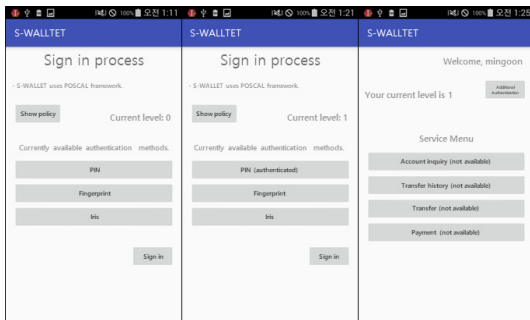 100% 오전 1:11
S-WALLTET
Sign in process
- S-WALLET uses POSCAL framework.
Show policy
Current level: 0
Currently available authentication methods.
PIN
Fingerprint
Iris
Sign in
100% 오전 1:21
S-WALLTET
Sign in process
- S-WALLET uses POSCAL framework.
Show policy
Current level: 1
Currently available authentication methods.
PIN (authenticated)
Fingerprint
Iris
Sign in
100% 오전 1:25
S-WALLTET
Welcome, mingoon
Your current level is 1
Additional
Authentication
Service Menu
Account inquiry (not available)
Transfer history (not available)
Transfer (not available)
Payment (not available)